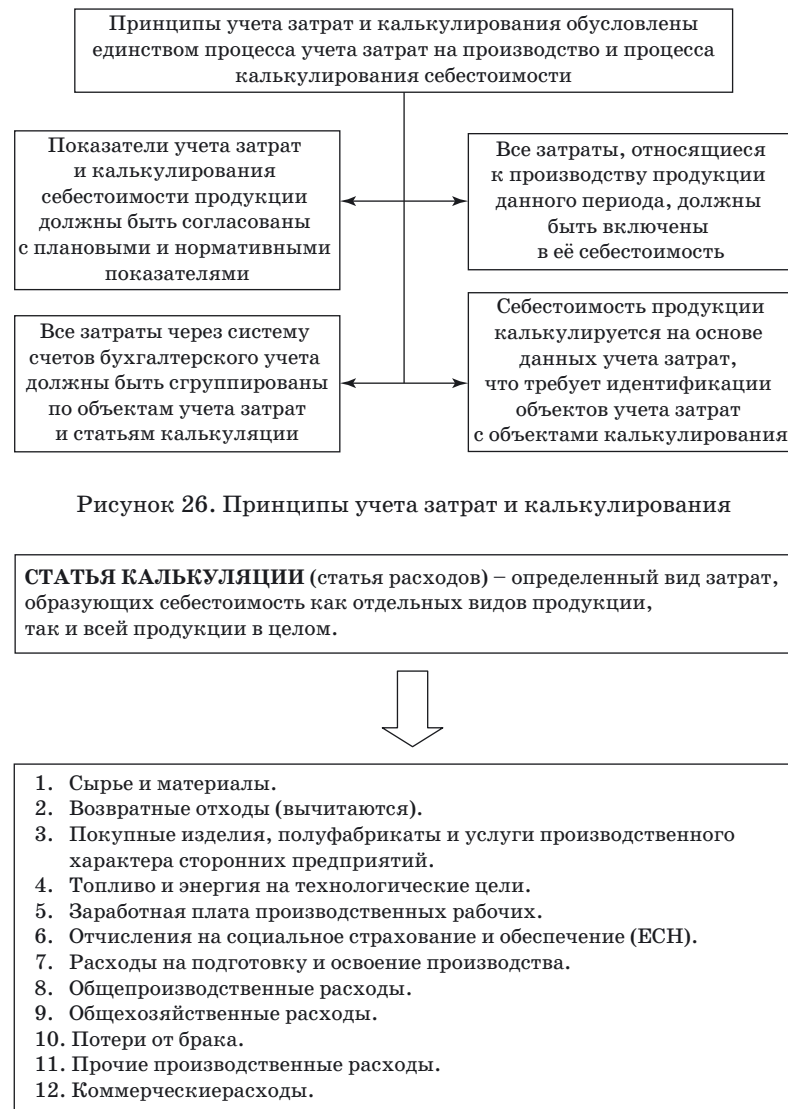 Принципы учета затрат и калькулирования обусловлены
единством процесса учета затрат на производство и процесса
калькулирования себестоимости
Показатели учета затрат
и калькулирования
себестоимости продукции
должны быть согласованы
с плановыми и нормативными
показателями
Все затраты, относящиеся
к производству продукции
данного периода, должны
быть включены
в её себестоимость
Все затраты через систему
счетов бухгалтерского учета
должны быть сгруппированы
по объектам учета затрат
и статьям калькуляции
Себестоимость продукции
калькулируется на основе
данных учета затрат,
что требует идентификации
объектов учета затрат
с объектами калькулирования
Рисунок 26. Принципы учета затрат и калькулирования
СТАТЬЯ КАЛЬКУЛЯЦИИ (статья расходов) – определенный вид затрат,
образующих себестоимость как отдельных видов продукции,
так и всей продукции в целом.
1. Сырье и материалы.
2. Возвратные отходы (вычитаются).
3. Покупные изделия, полуфабрикаты и услуги производственного
характера сторонних предприятий.
4. Топливо и энергия на технологические цели.
5. Заработная плата производственных рабочих.
6. Отчисления на социальное страхование и обеспечение (ЕСН).
7. Расходы на подготовку и освоение производства.
8. Общепроизводственные расходы.
9. Общехозяйственные расходы.
10. Потери от брака.
11. Прочие производственные расходы.
12. Коммерческиерасходы.